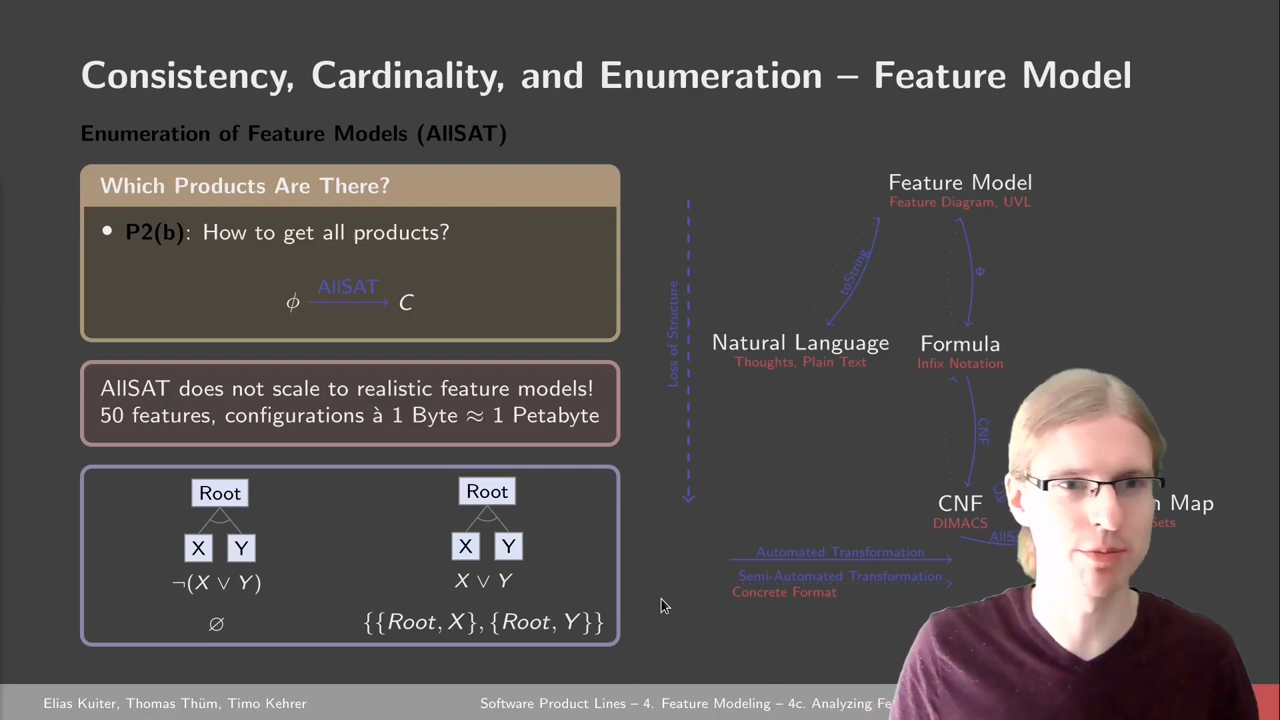 Consistency, Cardinality, and Enumeration – Feature Model
Enumeration of Feature Models (AllSAT)
Which Products Are There?
• P2(b): How to get all products?
ϕ AllSAT C
AllSAT does not scale to realistic feature models!
50 features, configurations à 1 Byte ≈ 1 Petabyte
Root
X Y
¬(X ∨ Y)
∅
Root
X Y
X ∨ Y
{{Root, X}, {Root, Y}}
Feature Model
Feature Diagram, UVL
toString
Φ
Loss of Structure
Natural Language
Thoughts, Plain Text
Formula
Infix Notation
CNF
CNF
DIMACS
Map
Automated Transformation
Semi-Automated Transformation
Concrete Format
Elias Kuiter, Thomas Thüm, Timo Kehrer
Software Product Lines – 4. Feature Modeling – 4c. Analyzing